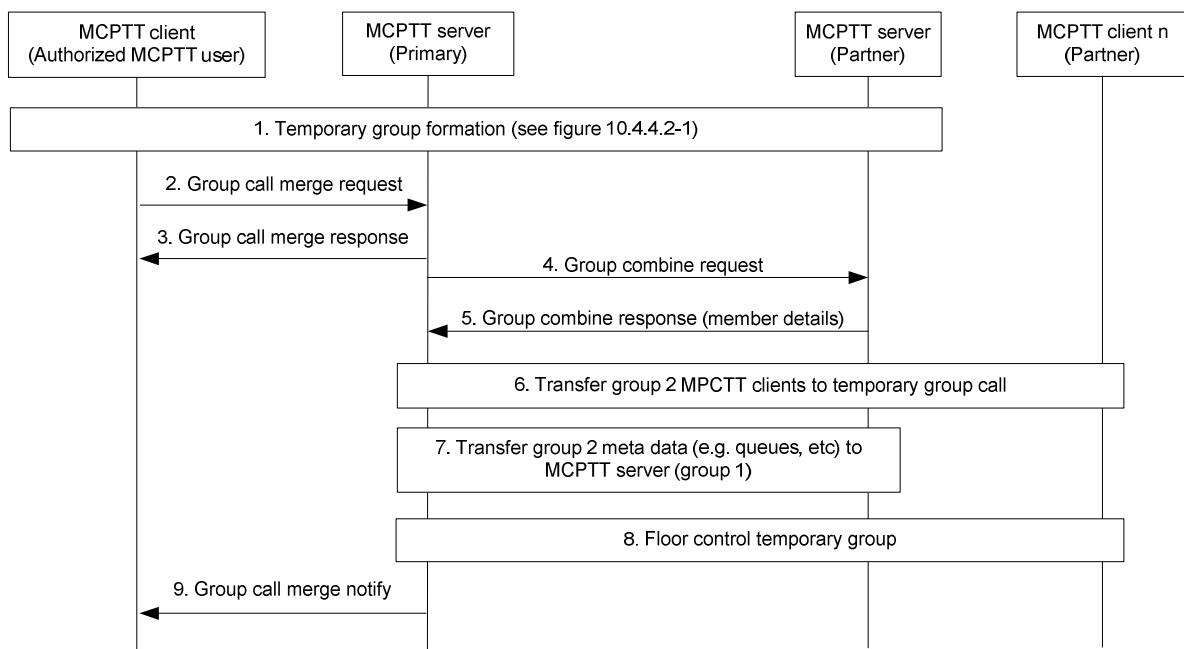 MCPTT client
(Authorized MCPTT user)
MCPTT server
(Primary)
MCPTT server
(Partner)
MCPTT client n
(Partner)
1. Temporary group formation (see figure 10.4.4.2-1)
2. Group call merge request
3. Group call merge response
4. Group combine request
5. Group combine response (member details)
6. Transfer group 2 MPCTT clients to temporary group call
7. Transfer group 2 meta data (e.g. queues, etc) to
MCPTT server (group 1)
8. Floor control temporary group
9. Group call merge notify